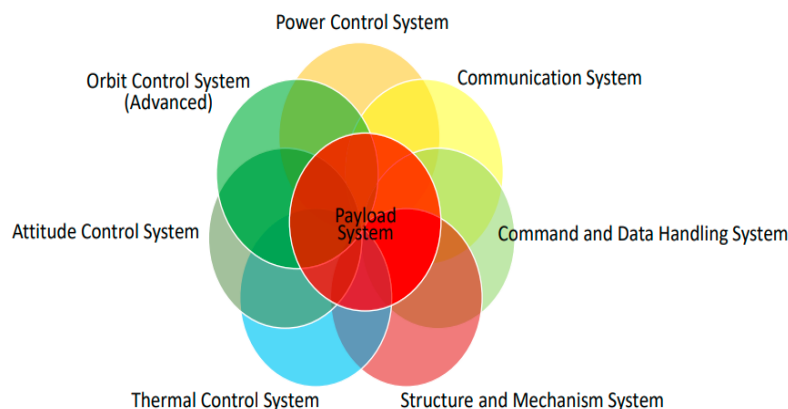 Power Control System
Orbit Control System
(Advanced)
Communication System
Payload
System
Attitude Control System
Command and Data Handling System
Thermal Control System
Structure and Mechanism System